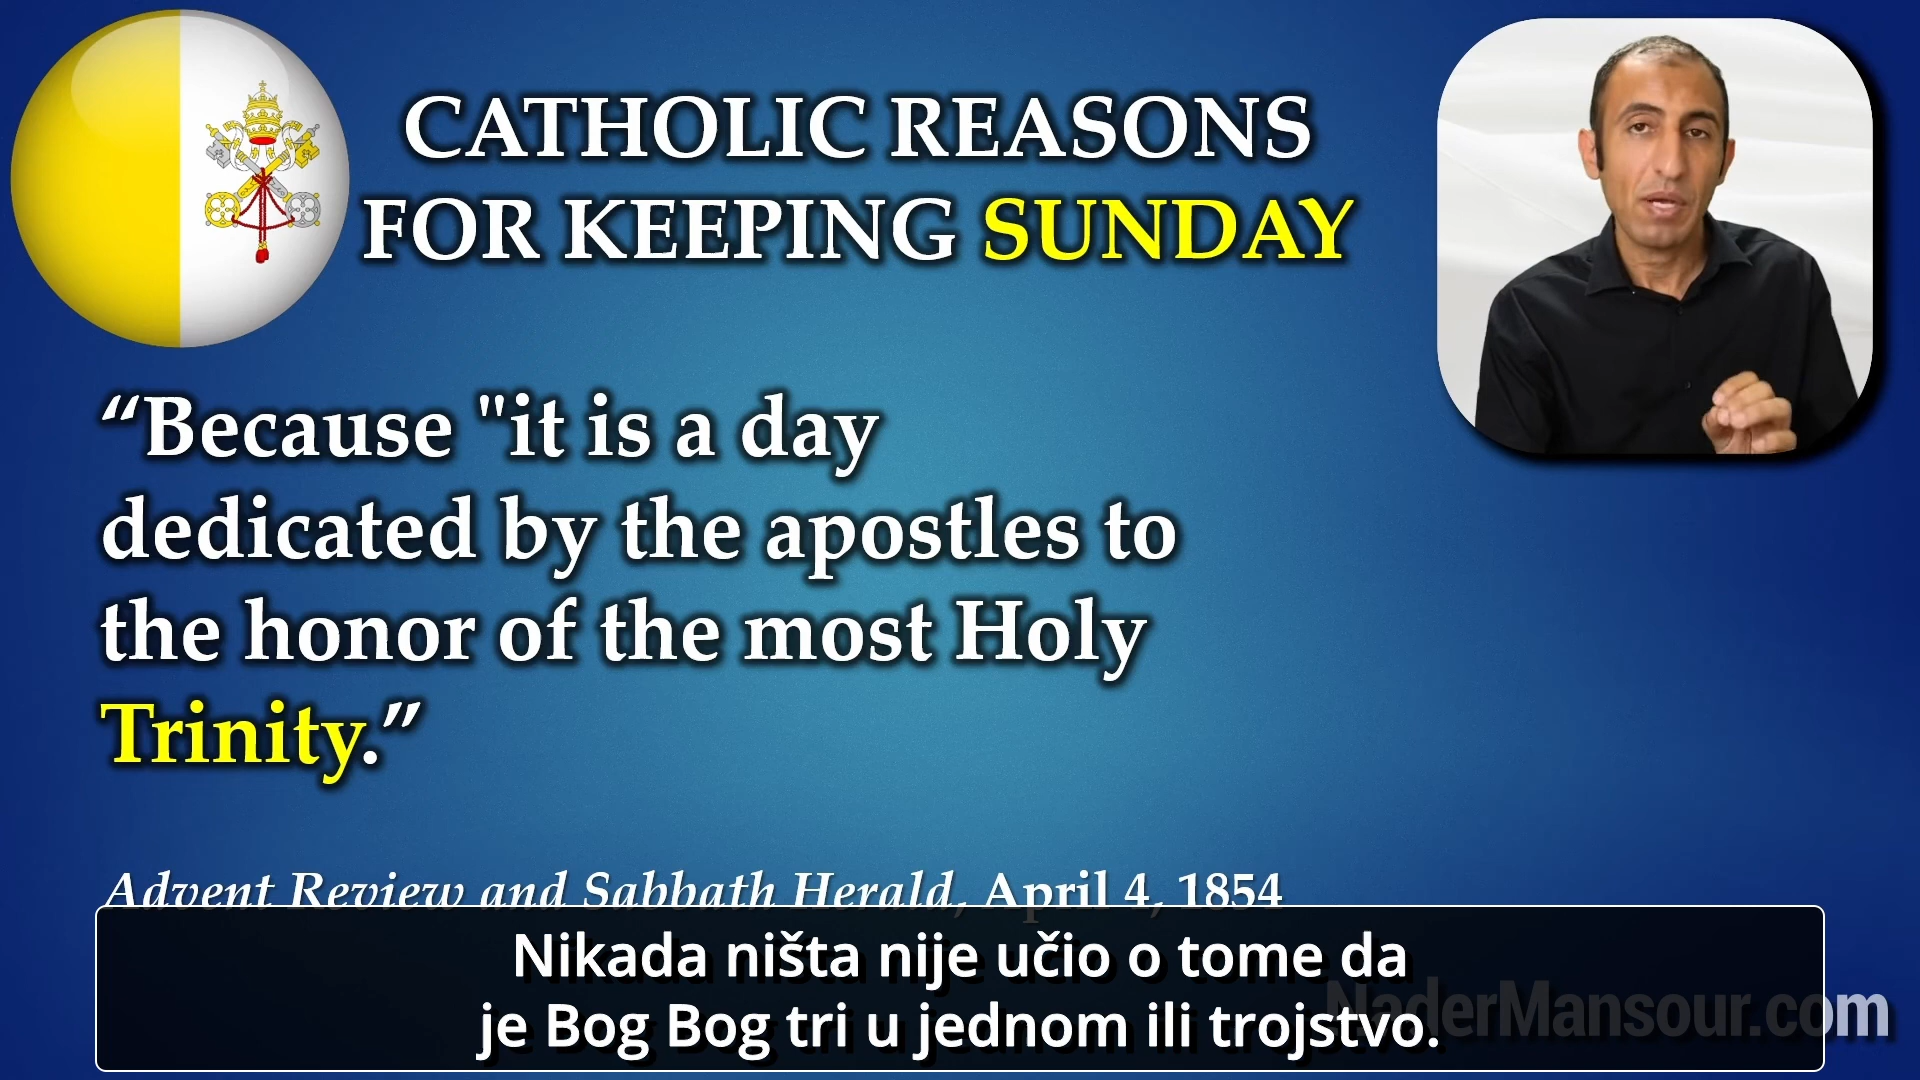 CATHOLIC REASONS
FOR KEEPING SUNDAY
“Because "it is a day
dedicated by the apostles to
the honor of the most Holy
Trinity.”
Advent Review and Sabbath Herald, April 4, 1854
Nikada ništa nije učio o tome da
je Bog Bog tri u jednom ili trojstvo.
NaderMansour.com